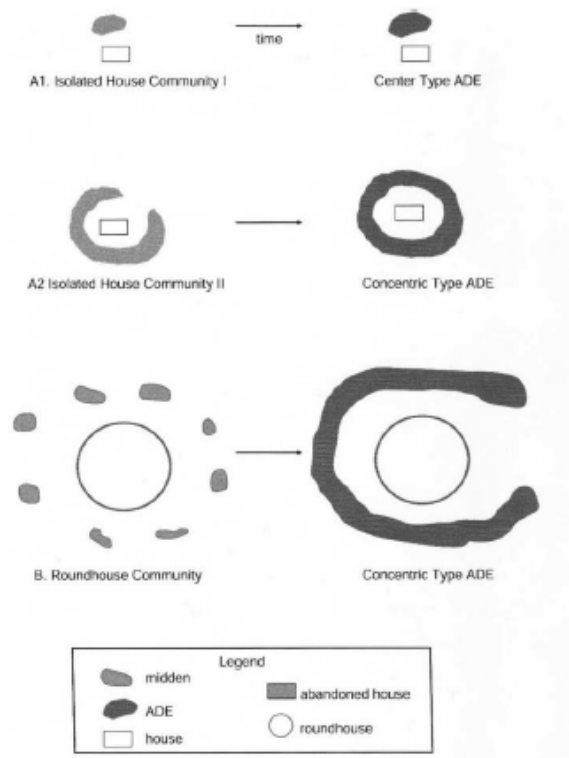 time
A1. Isolated House Community I
Center Type ADE
A2 Isolated House Community II
Concentric Type ADE
B. Roundhouse Community
Concentric Type ADE
Legend
midden
abandoned house
ADE
roundhouse
house